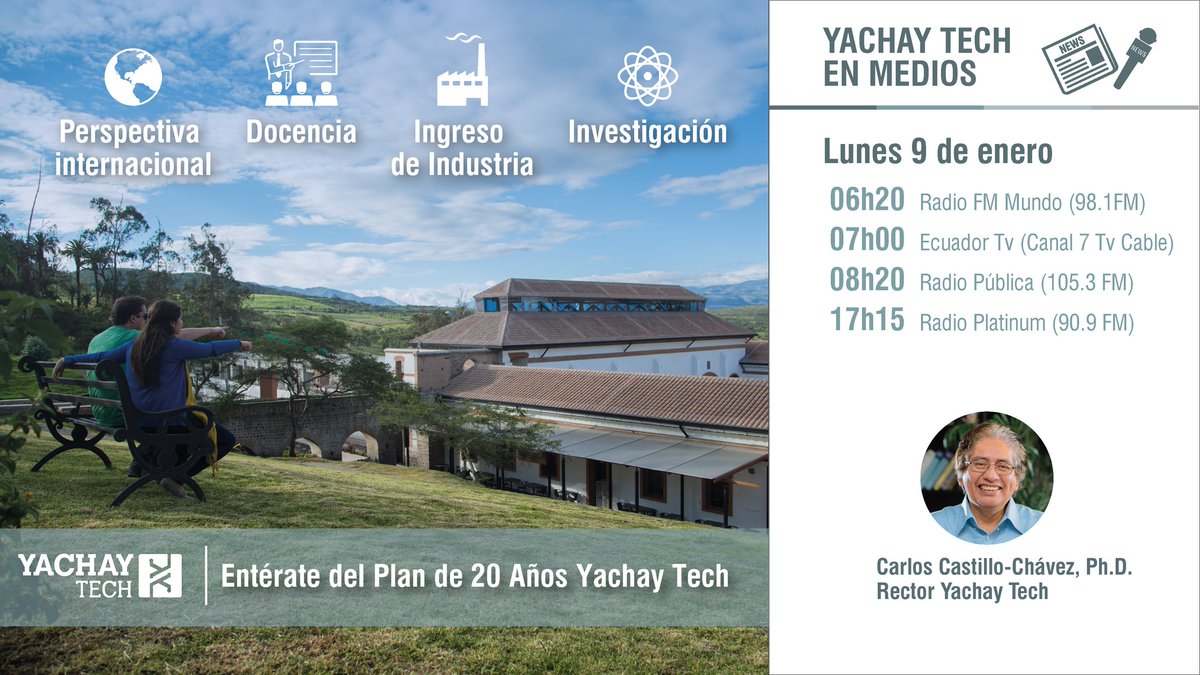 Perspectiva
internacional
Docencia
Ingreso
de Industria
Investigación
YACHAY
TECH
Entérate del Plan de 20 Años Yachay Tech
YACHAY TECH
EN MEDIOS
NEWS
NEWS
Lunes 9 de enero
06h20 Radio FM Mundo (98.1FM)
07h00 Ecuador Tv (Canal 7 Tv Cable)
08h20 Radio Pública (105.3 FM)
17h15 Radio Platinum (90.9 FM)
Carlos Castillo-Chávez, Ph.D.
Rector Yachay Tech